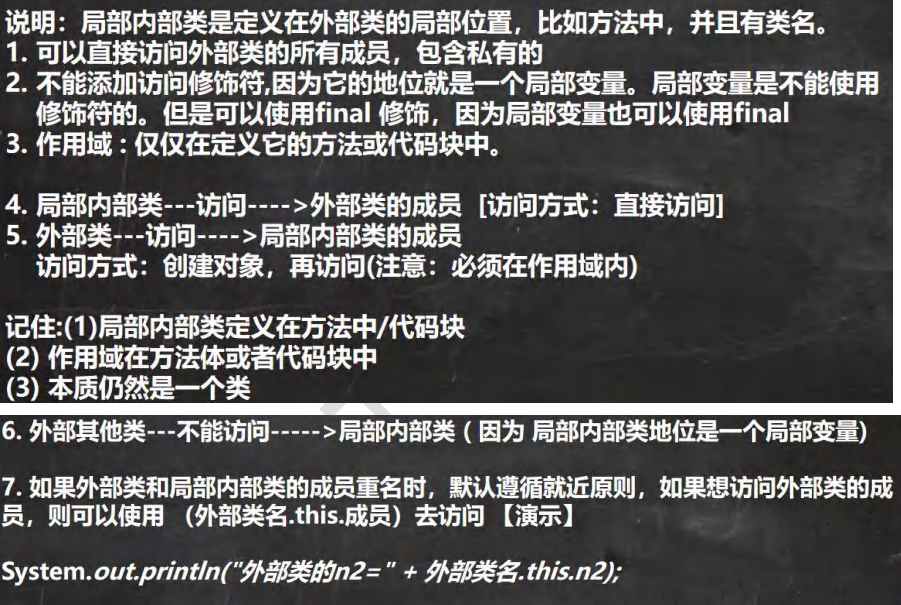 说明：局部内部类是定义在外部类的局部位置，比如方法中，并且有类名。
1. 可以直接访问外部类的所有成员，包含私有的
2. 不能添加访问修饰符,因为它的地位就是一个局部变量。局部变量是不能使用
修饰符的。但是可以使用final 修饰，因为局部变量也可以使用final
3. 作用域 : 仅仅在定义它的方法或代码块中。
4. 局部内部类---访问---->外部类的成员 [访问方式：直接访问]
5. 外部类---访问---->局部内部类的成员
访问方式：创建对象，再访问(注意：必须在作用域内)
记住:(1)局部内部类定义在方法中/代码块
(2) 作用域在方法体或者代码块中
(3) 本质仍然是一个类
6. 外部其他类---不能访问----->局部内部类 ( 因为 局部内部类地位是一个局部变量)
7. 如果外部类和局部内部类的成员重名时，默认遵循就近原则，如果想访问外部类的成
员，则可以使用 （外部类名.this.成员）去访问 【演示】
System.out.println("外部类的n2=" + 外部类名.this.n2);